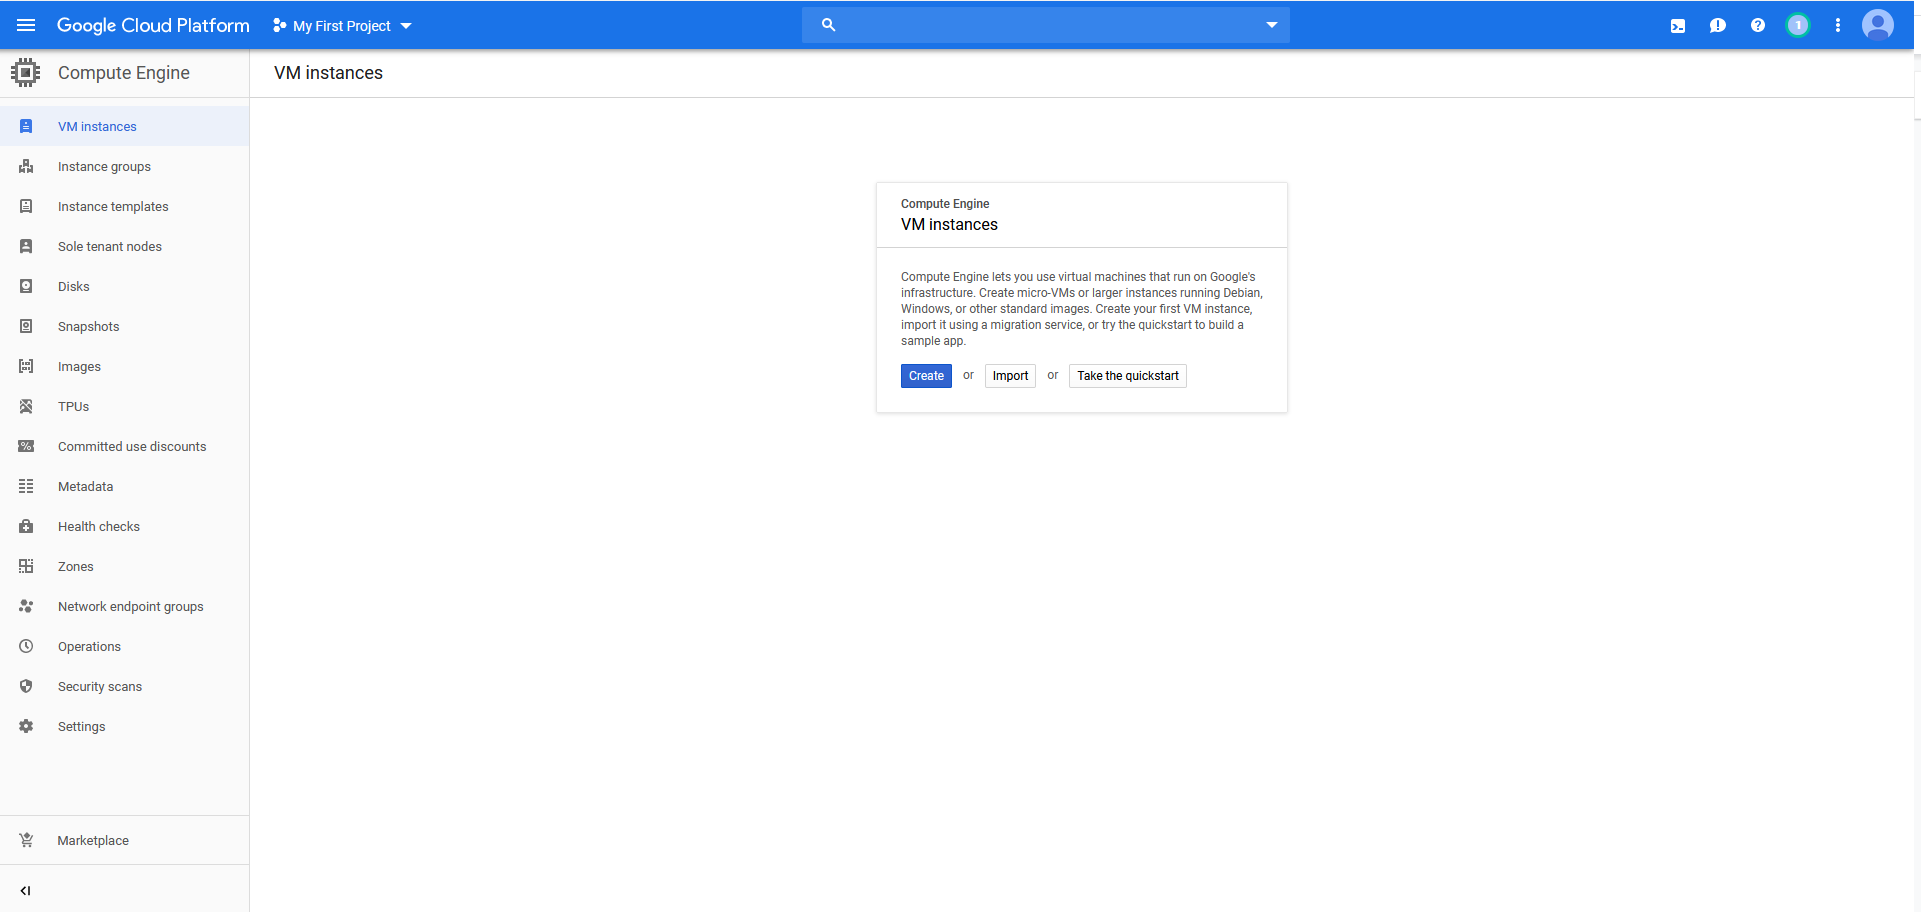 Google Cloud Platform
My First Project
1
Compute Engine
VM instances
VM instances
Instance groups
Instance templates
Sole tenant nodes
Disks
Snapshots
Images
TPUs
Committed use discounts
Metadata
Health checks
Zones
Network endpoint groups
Operations
Security scans
Settings
Marketplace
Compute Engine
VM instances
Compute Engine lets you use virtual machines that run on Google's
infrastructure. Create micro-VMs or larger instances running Debian,
Windows, or other standard images. Create your first VM instance,
import it using a migration service, or try the quickstart to build a
sample app.
Create or Import or Take the quickstart